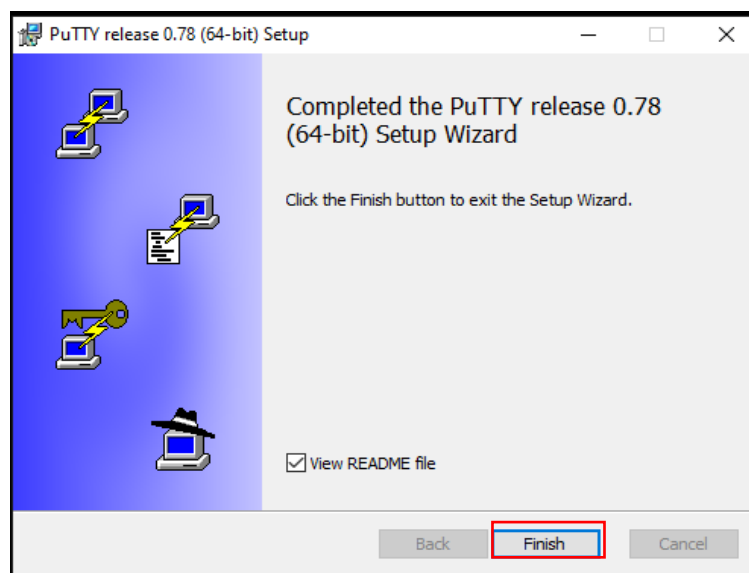 PuTTY release 0.78 (64-bit) Setup
Completed the PuTTY release 0.78
(64-bit) Setup Wizard
Click the Finish button to exit the Setup Wizard.
View README file
Back Finish Cancel